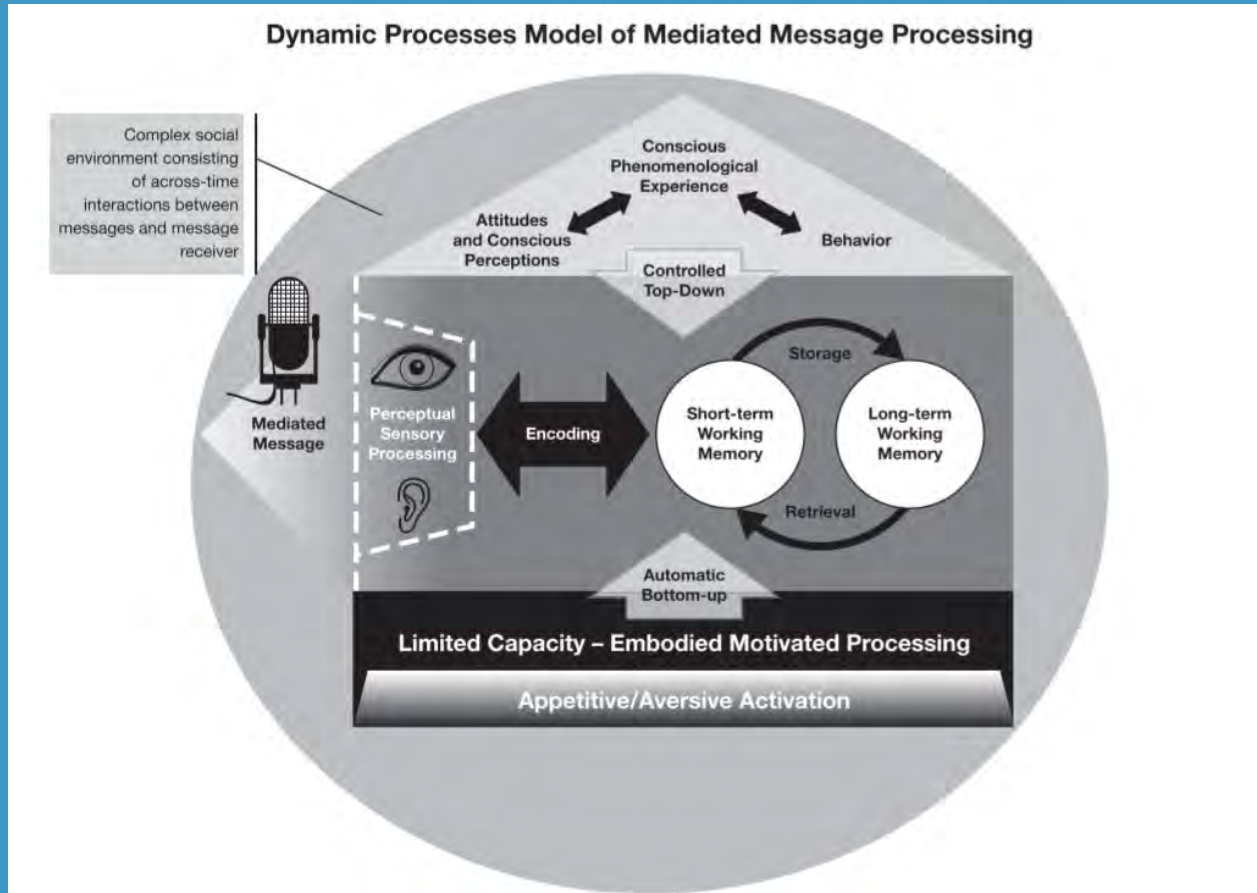 Dynamic Processes Model of Mediated Message Processing
Complex social
environment consisting
of across-time
interactions between
messages and message
receiver
Conscious
Phenomenological
Experience
Attitudes
and Conscious
Perceptions
Behavior
Controlled
Top-Down
Mediated
Message
Perceptual
Sensory
Processing
Encoding
Storage
Short-term
Working
Memory
Long-term
Working
Memory
Retrieval
Automatic
Bottom-up
Limited Capacity – Embodied Motivated Processing
Appetitive/Aversive Activation